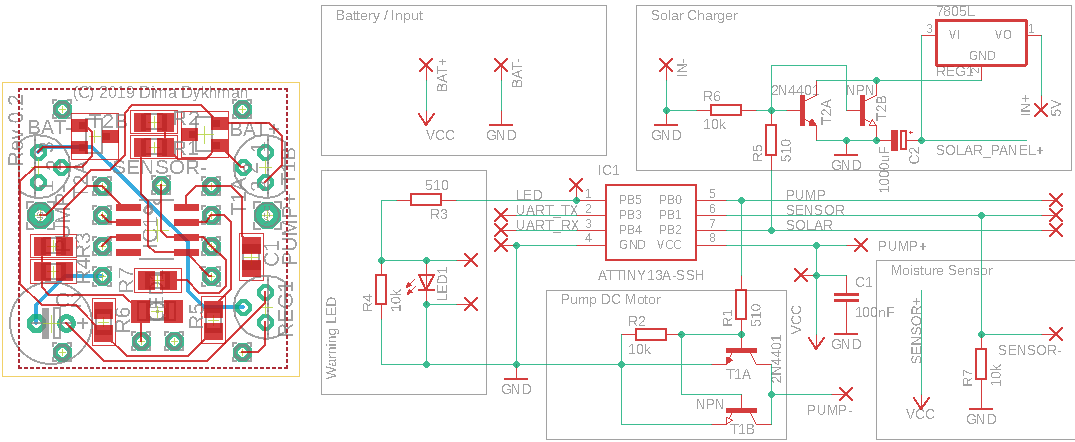 (C) 2019 Dima Dykhman
Rev 0.2
BAT-
T2B
R2
BAT+
R1
T1B
SENSOR-
T2A
T1A
PUMP+
IC1
R3
R4
C1
R7
REG1
R6
R5
+
Battery / Input
BAT+
BAT-
VCC
GND
Solar Charger
IN-
GND
R6
10k
R5
510
2N4401
T2A
NPN
T2B
GND
1000uF
C2
7805L
3
VI
VO
1
GND
2
REG1
IN+
5V
SOLAR_PANEL+
IC1
LED
UART_TX
UART_RX
1
2
3
4
PB5
PB3
PB4
GND
PB0
PB1
PB2
VCC
5
6
7
8
PUMP
SENSOR
SOLAR
ATTINY13A-SSH
PUMP+
Warning LED
510
R3
R4
10k
LED1
GND
Pump DC Motor
R2
10k
R1
510
T1A
2N4401
NPN
T1B
PUMP-
VCC
C1
100nF
VCC
GND
Moisture Sensor
SENSOR+
VCC
SENSOR-
R7
10k
GND